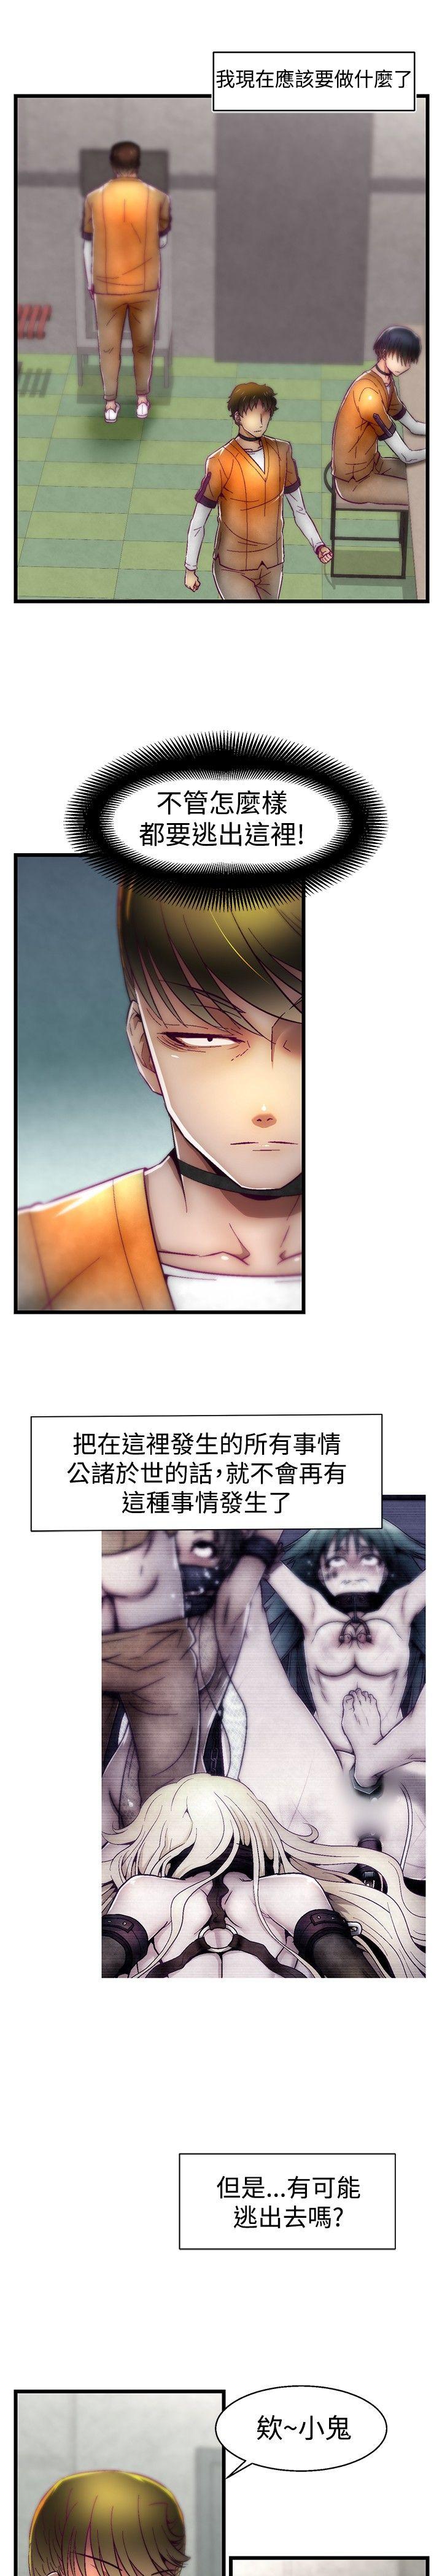 我現在應該要做什麼了
不管怎麼樣
都要逃出這裡!
把在這裡發生的所有事情
公諸於世的話,就不會再有
這種事情發生了
但是...有可能
逃出去嗎?
欸~小鬼